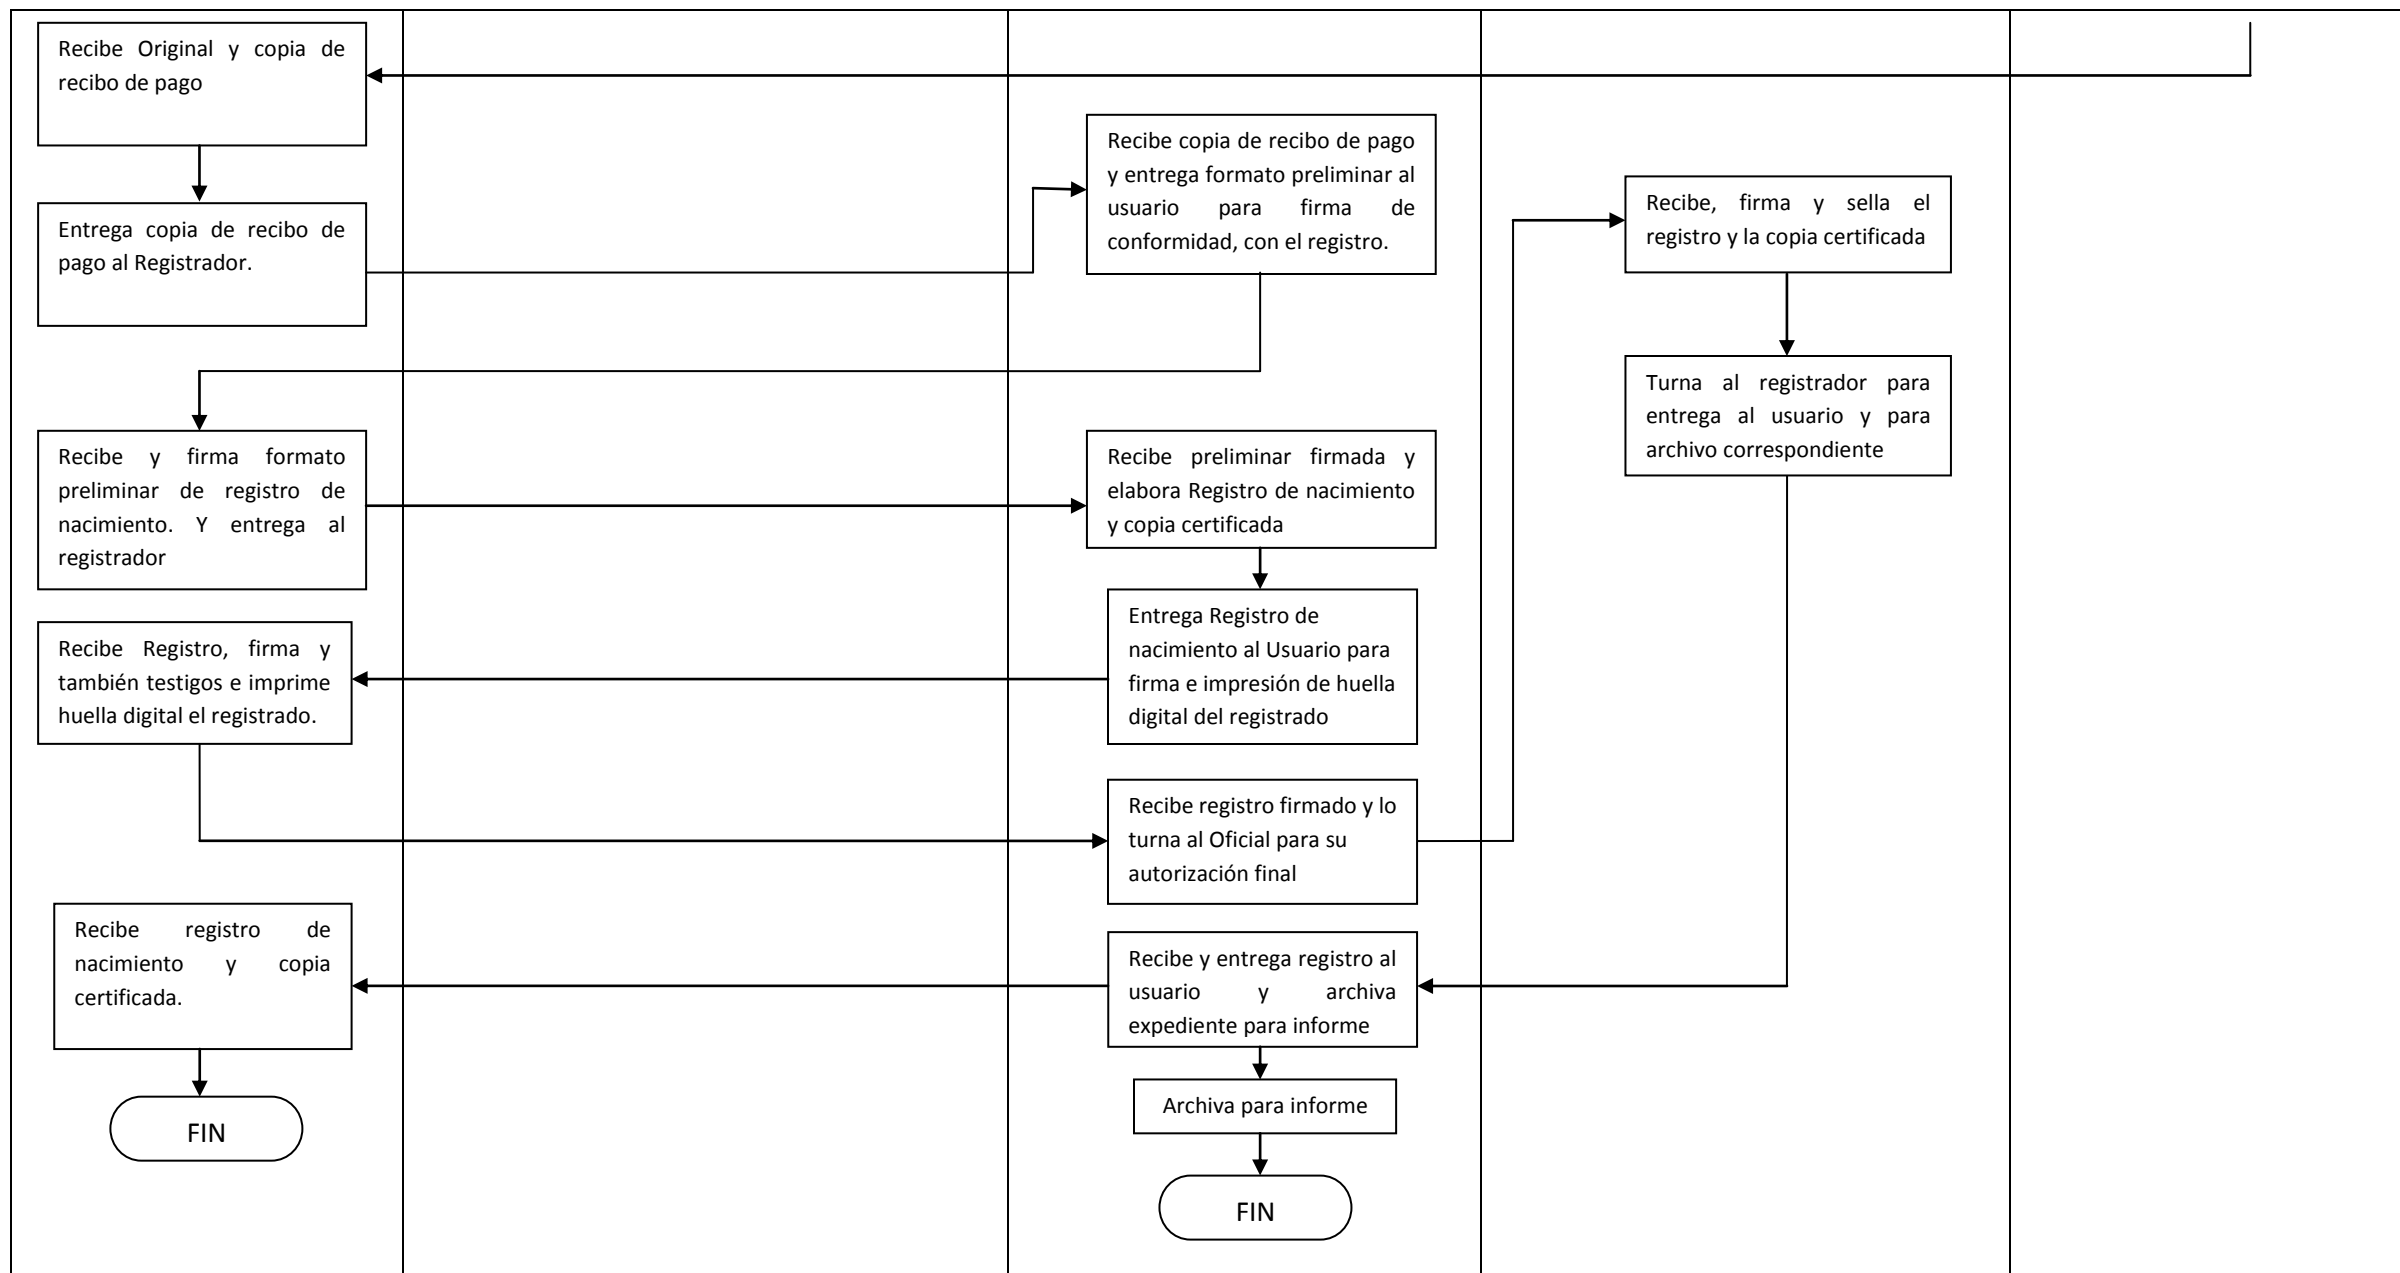 Recibe Original y copia de
recibo de pago
Entrega copia de recibo de
pago al Registrador.
Recibe copia de recibo de pago
y entrega formato preliminar al
usuario para firma de
conformidad, con el registro.
Recibe y firma formato
preliminar de registro de
nacimiento. Y entrega al
registrador
Recibe preliminar firmada y
elabora Registro de nacimiento
y copia certificada
Entrega Registro de
nacimiento al Usuario para
firma e impresión de huella
digital del registrado
Recibe Registro, firma y
también testigos e imprime
huella digital el registrado.
Recibe registro firmado y lo
turna al Oficial para su
autorización final
Recibe, firma y sella el
registro y la copia certificada
Turna al registrador para
entrega al usuario y para
archivo correspondiente
Recibe y entrega registro al
usuario y archiva
expediente para informe
Recibe registro de
nacimiento y copia
certificada.
FIN
Archiva para informe
FIN